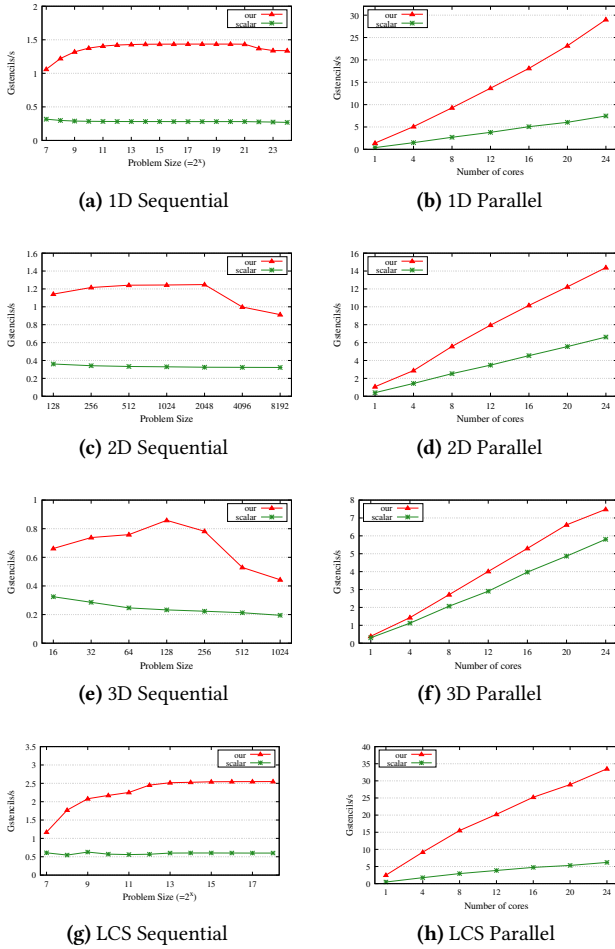 2
1.5
1
0.5
0
Gstencils/s
our
scalar
7 9 11 13 15 17 19 21 23
Problem Size (=2^x)
(a) 1D Sequential
30
25
20
15
10
5
0
Gstencils/s
our
scalar
1 4 8 12 16 20 24
Number of cores
(b) 1D Parallel
1.6
1.4
1.2
1
0.8
0.6
0.4
0.2
0
Gstencils/s
our
scalar
128 256 512 1024 2048 4096 8192
Problem Size
(c) 2D Sequential
16
14
12
10
8
6
4
2
0
Gstencils/s
our
scalar
1 4 8 12 16 20 24
Number of cores
(d) 2D Parallel
1
0.8
0.6
0.4
0.2
0
Gstencils/s
our
scalar
16 32 64 128 256 512 1024
Problem Size
(e) 3D Sequential
8
7
6
5
4
3
2
1
0
Gstencils/s
our
scalar
1 4 8 12 16 20 24
Number of cores
(f) 3D Parallel
3.5
3
2.5
2
1.5
1
0.5
0
Gstencils/s
our
scalar
7 9 11 13 15 17
Problem Size (=2^x)
(g) LCS Sequential
40
35
30
25
20
15
10
5
0
Gstencils/s
our
scalar
1 4 8 12 16 20 24
Number of cores
(h) LCS Parallel